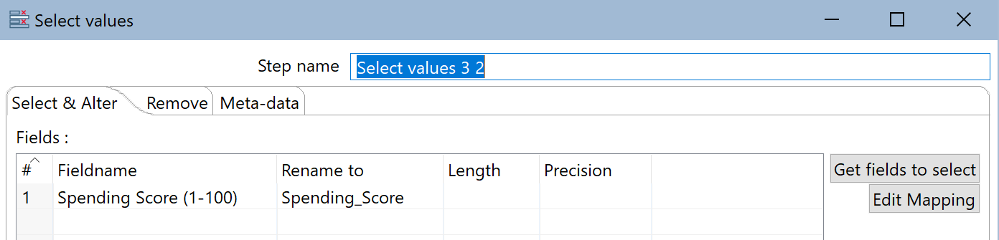 Select values
Step name Select values 3 2
Select & Alter Remove Meta-data
Fields :
# Fieldname Rename to Length Precision Get fields to select
1 Spending Score (1-100) Spending_Score Edit Mapping